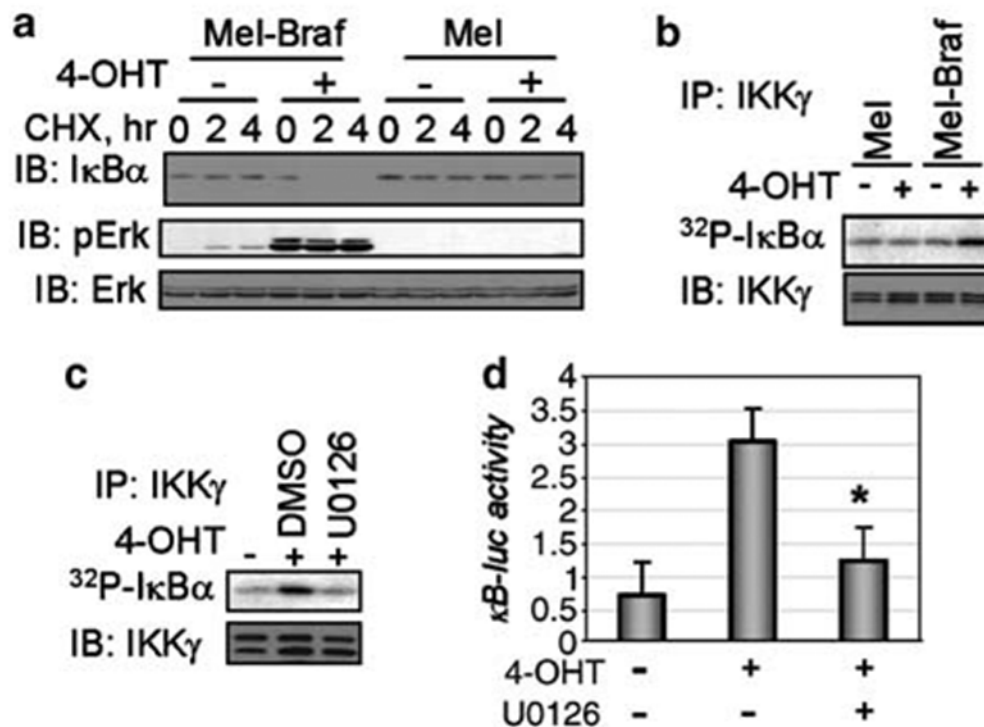 a
Mel-Braf Mel
4-OHT - + - +
CHX, hr 0 2 4 0 2 4 0 2 4 0 2 4
IB: IκBα
IB: pErk
IB: Erk
b
IP: IKKγ
Mel Mel-Braf
4-OHT - + - +
³²P-IκBα
IB: IKKγ
c
IP: IKKγ
DMSO U0126
4-OHT - + +
³²P-IκBα
IB: IKKγ
d
κB-luc activity
4
3.5
3
2.5
2
1.5
1
0.5
0
*
4-OHT - + +
U0126 - - +